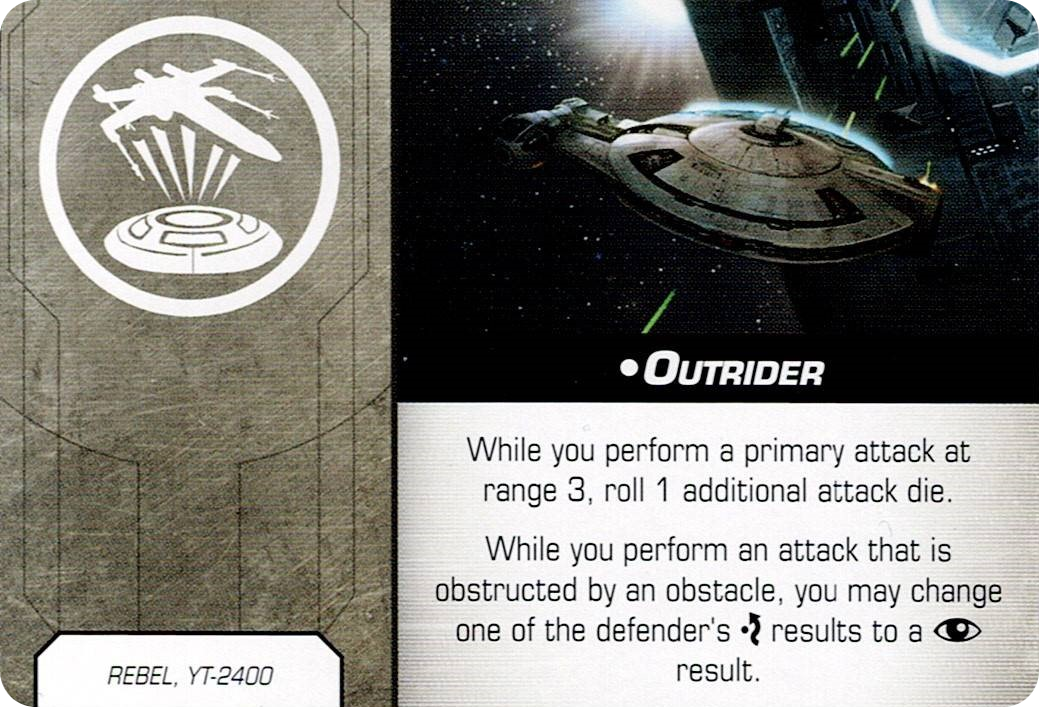 •OUTRIDER
While you perform a primary attack at
range 3, roll 1 additional attack die.
While you perform an attack that is
obstructed by an obstacle, you may change
one of the defender's results to a
result.
REBEL, YT-2400